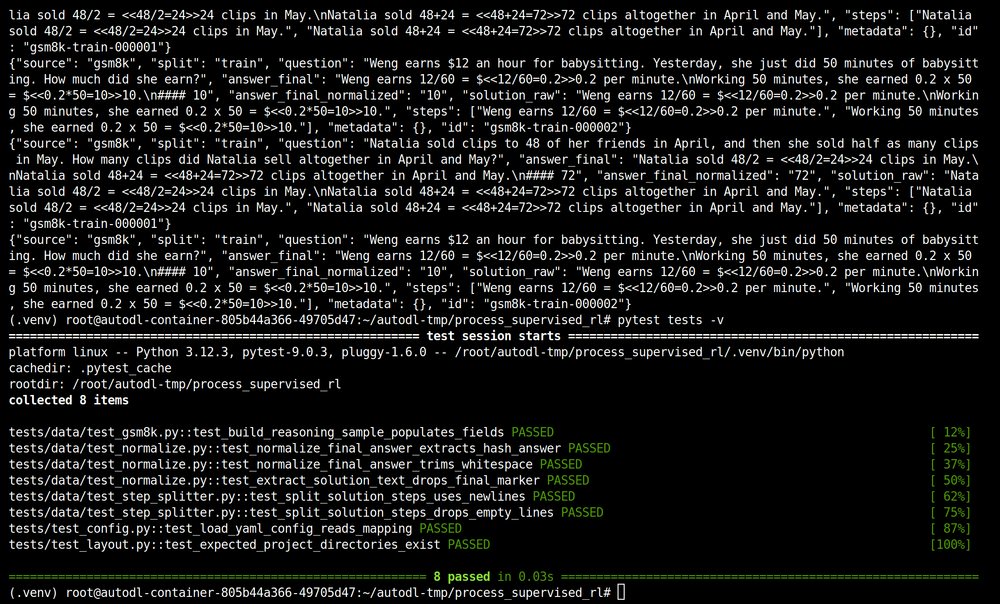 lia sold 48/2 = <<48/2=24>>24 clips in May.\nNatalia sold 48+24 = <<48+24=72>>72 clips altogether in April and May.", "steps": ["Natalia
sold 48/2 = <<48/2=24>>24 clips in May.", "Natalia sold 48+24 = <<48+24=72>>72 clips altogether in April and May."], "metadata": {}, "id"
: "gsm8k-train-000001"}
{"source": "gsm8k", "split": "train", "question": "Weng earns $12 an hour for babysitting. Yesterday, she just did 50 minutes of babysitt
ing. How much did she earn?", "answer_final": "Weng earns 12/60 = $<<12/60=0.2>>0.2 per minute.\nWorking 50 minutes, she earned 0.2 x 50
= $<<0.2*50=10>>10.\n#### 10", "answer_final_normalized": "10", "solution_raw": "Weng earns 12/60 = $<<12/60=0.2>>0.2 per minute.\nWorkin
g 50 minutes, she earned 0.2 x 50 = $<<0.2*50=10>>10.", "steps": ["Weng earns 12/60 = $<<12/60=0.2>>0.2 per minute.", "Working 50 minutes
, she earned 0.2 x 50 = $<<0.2*50=10>>10."], "metadata": {}, "id": "gsm8k-train-000002"}
{"source": "gsm8k", "split": "train", "question": "Natalia sold clips to 48 of her friends in April, and then she sold half as many clips
 in May. How many clips did Natalia sell altogether in April and May?", "answer_final": "Natalia sold 48/2 = <<48/2=24>>24 clips in May.\
nNatalia sold 48+24 = <<48+24=72>>72 clips altogether in April and May.\n#### 72", "answer_final_normalized": "72", "solution_raw": "Nata
lia sold 48/2 = <<48/2=24>>24 clips in May.\nNatalia sold 48+24 = <<48+24=72>>72 clips altogether in April and May.", "steps": ["Natalia
sold 48/2 = <<48/2=24>>24 clips in May.", "Natalia sold 48+24 = <<48+24=72>>72 clips altogether in April and May."], "metadata": {}, "id"
: "gsm8k-train-000001"}
{"source": "gsm8k", "split": "train", "question": "Weng earns $12 an hour for babysitting. Yesterday, she just did 50 minutes of babysitt
ing. How much did she earn?", "answer_final": "Weng earns 12/60 = $<<12/60=0.2>>0.2 per minute.\nWorking 50 minutes, she earned 0.2 x 50
= $<<0.2*50=10>>10.\n#### 10", "answer_final_normalized": "10", "solution_raw": "Weng earns 12/60 = $<<12/60=0.2>>0.2 per minute.\nWorkin
g 50 minutes, she earned 0.2 x 50 = $<<0.2*50=10>>10.", "steps": ["Weng earns 12/60 = $<<12/60=0.2>>0.2 per minute.", "Working 50 minutes
, she earned 0.2 x 50 = $<<0.2*50=10>>10."], "metadata": {}, "id": "gsm8k-train-000002"}
(.venv) root@autodl-container-805b44a366-49705d47:~/autodl-tmp/process_supervised_rl# pytest tests -v
========================================================== test session starts ==========================================================
platform linux -- Python 3.12.3, pytest-9.0.3, pluggy-1.6.0 -- /root/autodl-tmp/process_supervised_rl/.venv/bin/python
cachedir: .pytest_cache
rootdir: /root/autodl-tmp/process_supervised_rl
collected 8 items
tests/data/test_gsm8k.py::test_build_reasoning_sample_populates_fields PASSED [ 12%]
tests/data/test_normalize.py::test_normalize_final_answer_extracts_hash_answer PASSED [ 25%]
tests/data/test_normalize.py::test_normalize_final_answer_trims_whitespace PASSED [ 37%]
tests/data/test_normalize.py::test_extract_solution_text_drops_final_marker PASSED [ 50%]
tests/data/test_step_splitter.py::test_split_solution_steps_uses_newlines PASSED [ 62%]
tests/data/test_step_splitter.py::test_split_solution_steps_drops_empty_lines PASSED [ 75%]
tests/test_config.py::test_load_yaml_config_reads_mapping PASSED [ 87%]
tests/test_layout.py::test_expected_project_directories_exist PASSED [100%]
=========================================================== 8 passed in 0.03s ===========================================================
(.venv) root@autodl-container-805b44a366-49705d47:~/autodl-tmp/process_supervised_rl#